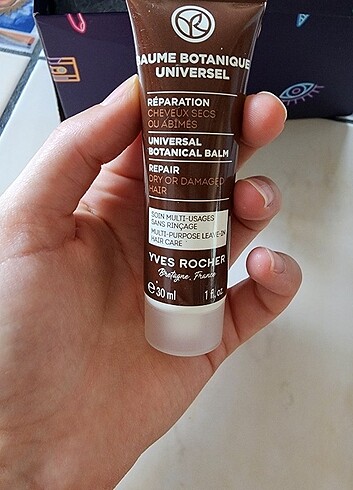 YR
BAUME BOTANIQUE
UNIVERSEL
RÉPARATION
CHEVEUX SECS
OU ABÎMÉS
UNIVERSAL
BOTANICAL BALM
REPAIR
DRY OR DAMAGED
HAIR
SOIN MULTI-USAGES
SANS RINÇAGE
MULTI-PURPOSE LEAVE-IN
HAIR CARE
YVES ROCHER
Bretagne, France
℮ 30 ml 1 fl. oz